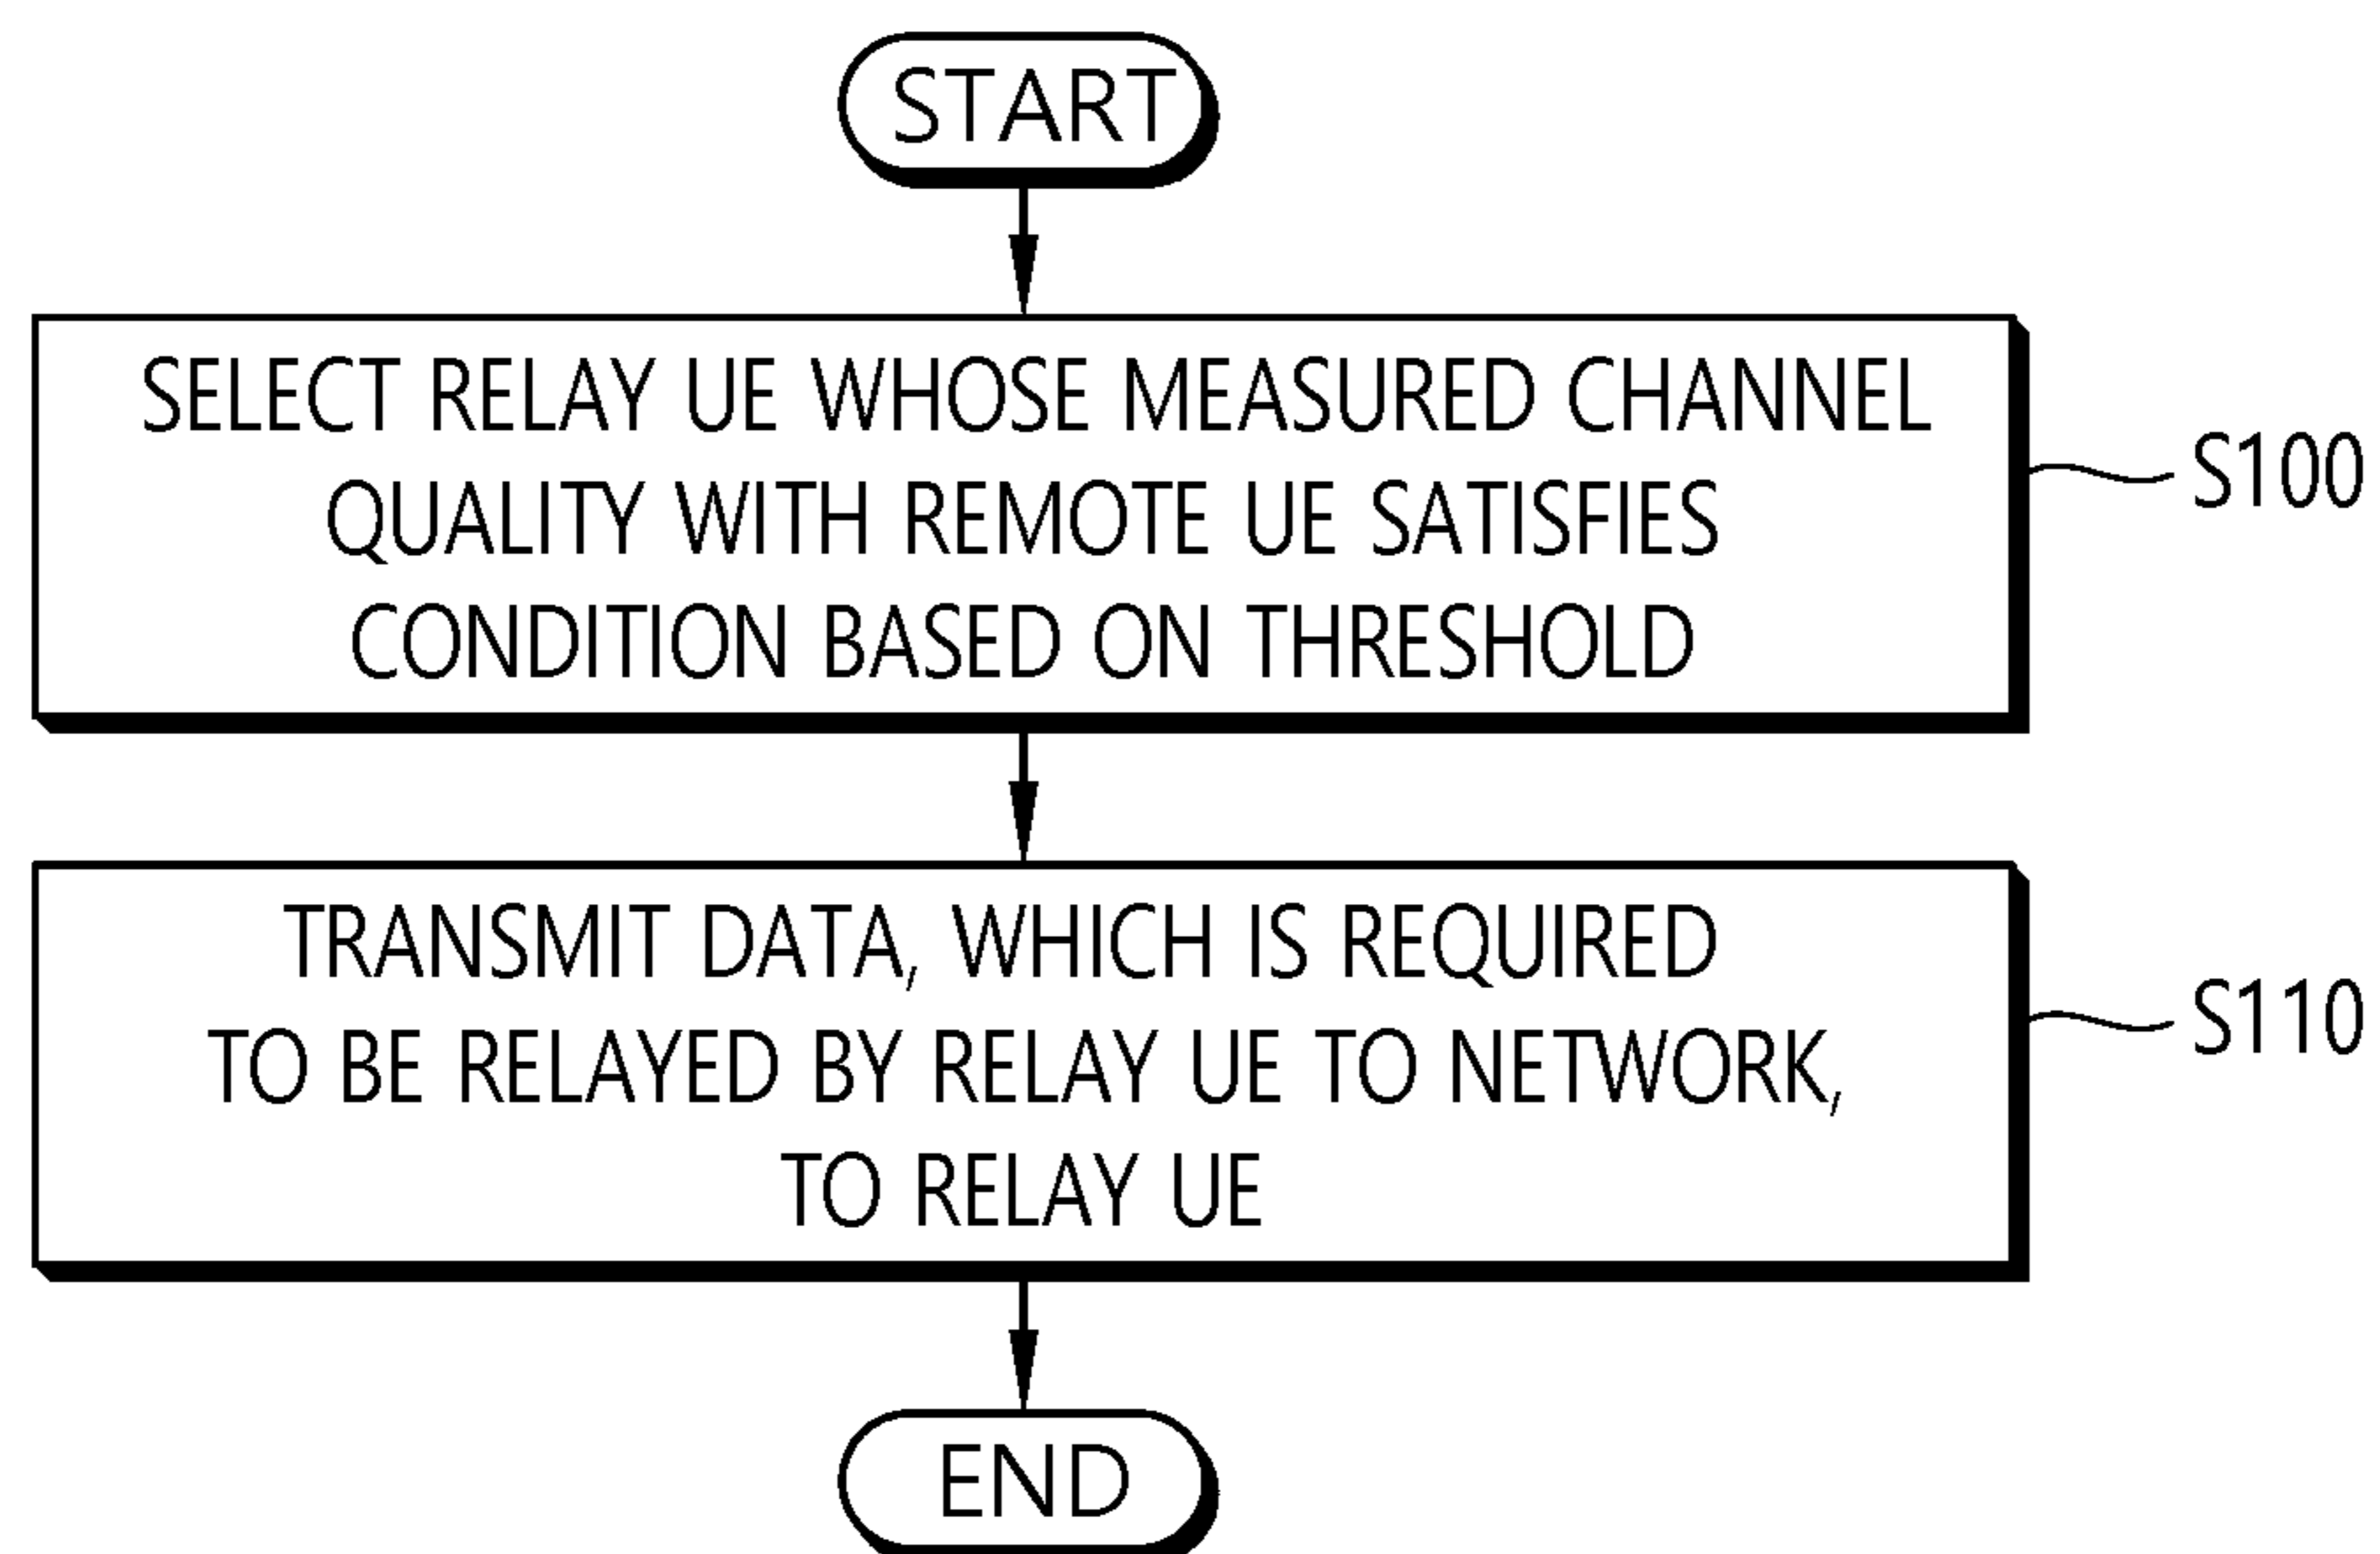 START
SELECT RELAY UE WHOSE MEASURED CHANNEL
QUALITY WITH REMOTE UE SATISFIES
CONDITION BASED ON THRESHOLD
S100
TRANSMIT DATA, WHICH IS REQUIRED
TO BE RELAYED BY RELAY UE TO NETWORK,
TO RELAY UE
S110
END